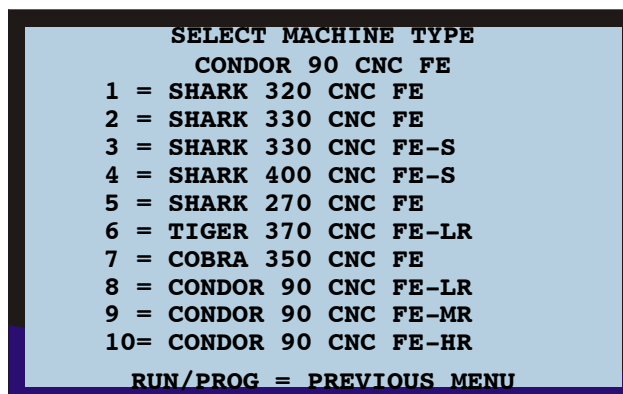 SELECT MACHINE TYPE
CONDOR 90 CNC FE
1 = SHARK 320 CNC FE
2 = SHARK 330 CNC FE
3 = SHARK 330 CNC FE-S
4 = SHARK 400 CNC FE-S
5 = SHARK 270 CNC FE
6 = TIGER 370 CNC FE-LR
7 = COBRA 350 CNC FE
8 = CONDOR 90 CNC FE-LR
9 = CONDOR 90 CNC FE-MR
10= CONDOR 90 CNC FE-HR
RUN/PROG = PREVIOUS MENU